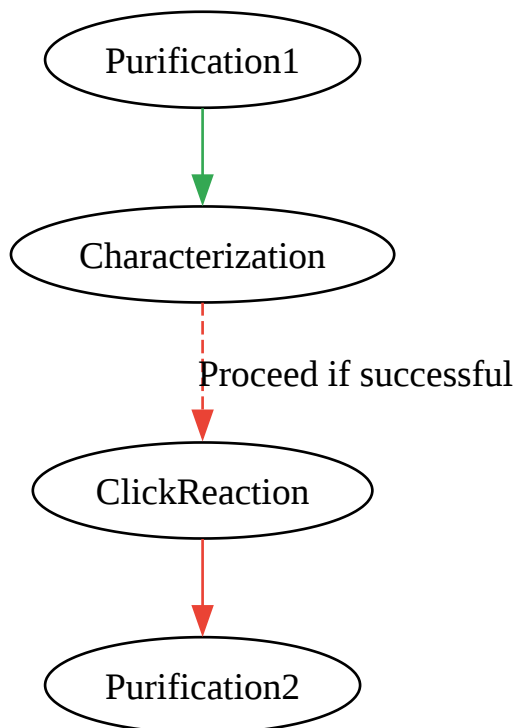 Purification1
Characterization
Proceed if successful
ClickReaction
Purification2